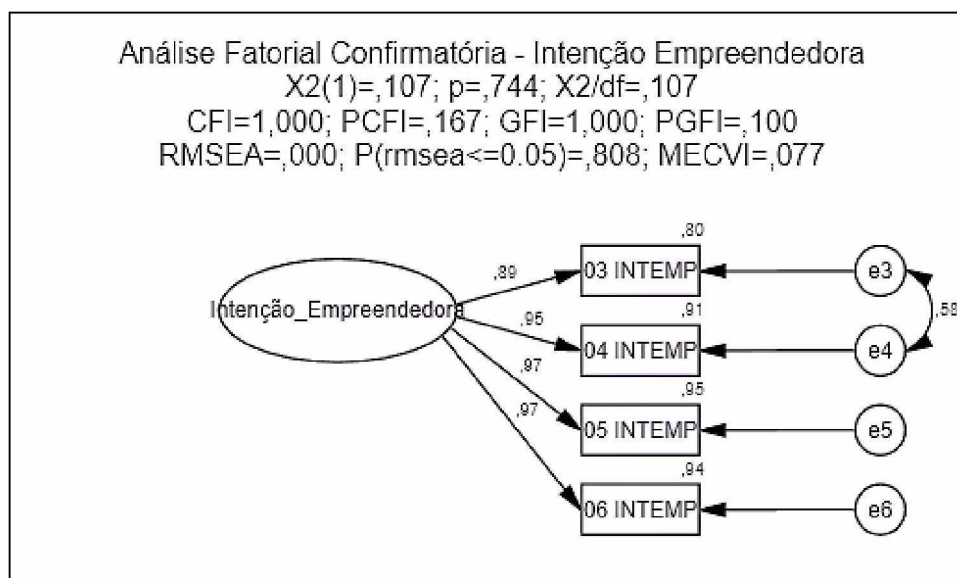 Análise Fatorial Confirmatória - Intenção Empreendedora
X2(1)=,107; p=,744; X2/df=,107
CFI=1,000; PCFI=,167; GFI=1,000; PGFI=,100
RMSEA=,000; P(rmsea<=0.05)=,808; MECVI=,077
,80
,89
03 INTEMP
e3
Intenção_Empreendedora
,58
,91
,95
04 INTEMP
e4
,95
,97
05 INTEMP
e5
,97
,94
06 INTEMP
e6